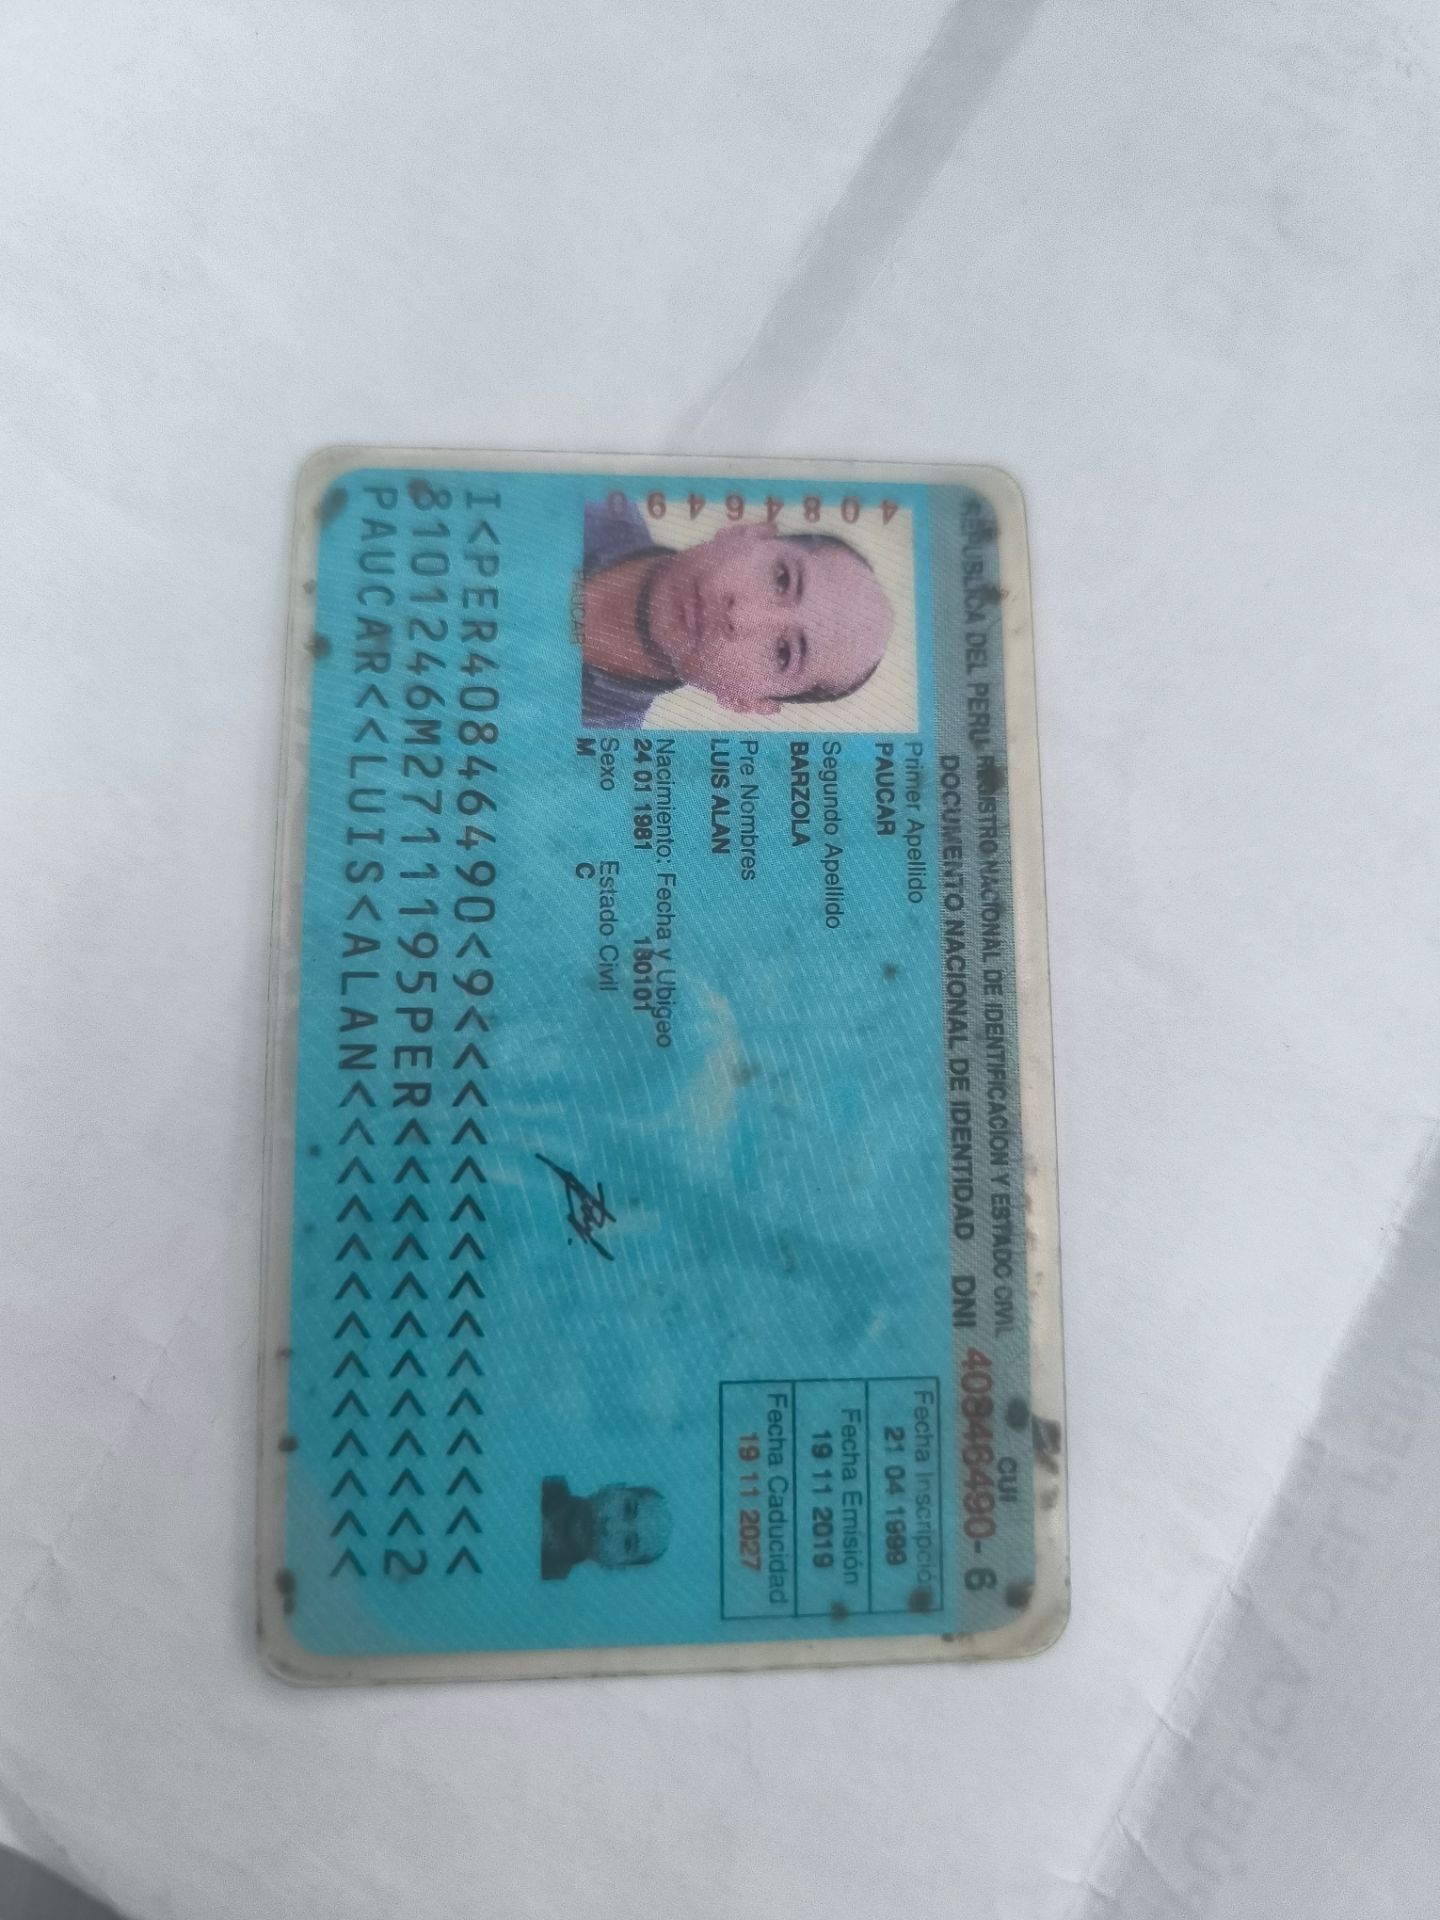 REPUBLICA DEL PERU REGISTRO NACIONAL DE IDENTIFICACION Y ESTADO CIVIL
CUI
DOCUMENTO NACIONAL DE IDENTIDAD DNI 40846490 - 6
40846490
PAUCAR
Primer Apellido
PAUCAR
Segundo Apellido
BARZOLA
Pre Nombres
LUIS ALAN
Nacimiento: Fecha y Ubigeo
24 01 1981 180101
Sexo Estado Civil
M C
Fecha Inscripción
21 04 1999
Fecha Emisión
19 11 2019
Fecha Caducidad
19 11 2027
I<PER40846490<9<<<<<<<<<<<<<<<
8101246M2711195PER<<<<<<<<<<<2
PAUCAR<<LUIS<ALAN<<<<<<<<<<<<<